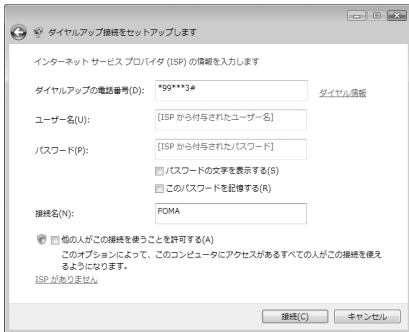 ダイヤルアップ接続をセットアップします
インターネット サービス プロバイダ (ISP) の情報を入力します
ダイヤルアップの電話番号(D):
*99***3#
ダイヤル情報
ユーザー名(U):
[ISP から付与されたユーザー名]
パスワード(P):
[ISP から付与されたパスワード]
パスワードの文字を表示する(S)
このパスワードを記憶する(R)
接続名(N):
FOMA
他の人がこの接続を使うことを許可する(A)
このオプションによって、このコンピュータにアクセスがあるすべての人がこの接続を使え
るようになります。
ISP がありません
接続(C)
キャンセル